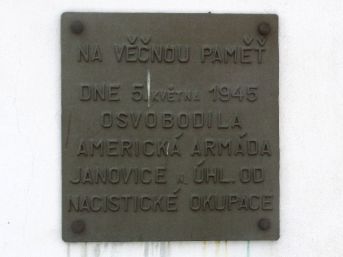 NA VĚČNOU PAMĚŤ
DNE 5. KVĚTNA 1945
OSVOBODILA
AMERICKÁ ARMÁDA
JANOVICE n. ÚHL. OD
NACISTICKÉ OKUPACE